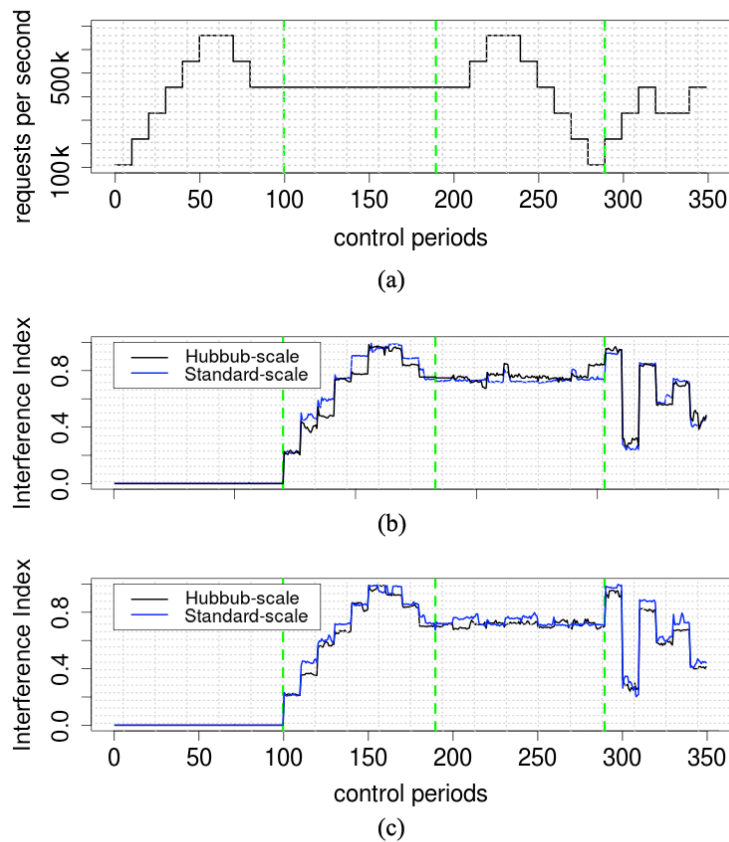 requests per second
500k
100k
0 50 100 150 200 250 300 350
control periods
(a)
Interference Index
0.8
0.4
0.0
Hubbub-scale
Standard-scale
(b)
Interference Index
0.8
0.4
0.0
Hubbub-scale
Standard-scale
0 50 100 150 200 250 300 350
control periods
(c)